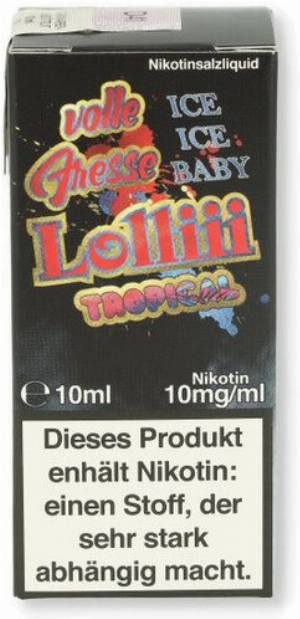 Nikotinsalzliquid
volle
Fresse
ICE
ICE
BABY
Lolliii
TROPICAL
e 10ml
Nikotin
10mg/ml
Dieses Produkt
enhält Nikotin:
einen Stoff, der
sehr stark
abhängig macht.